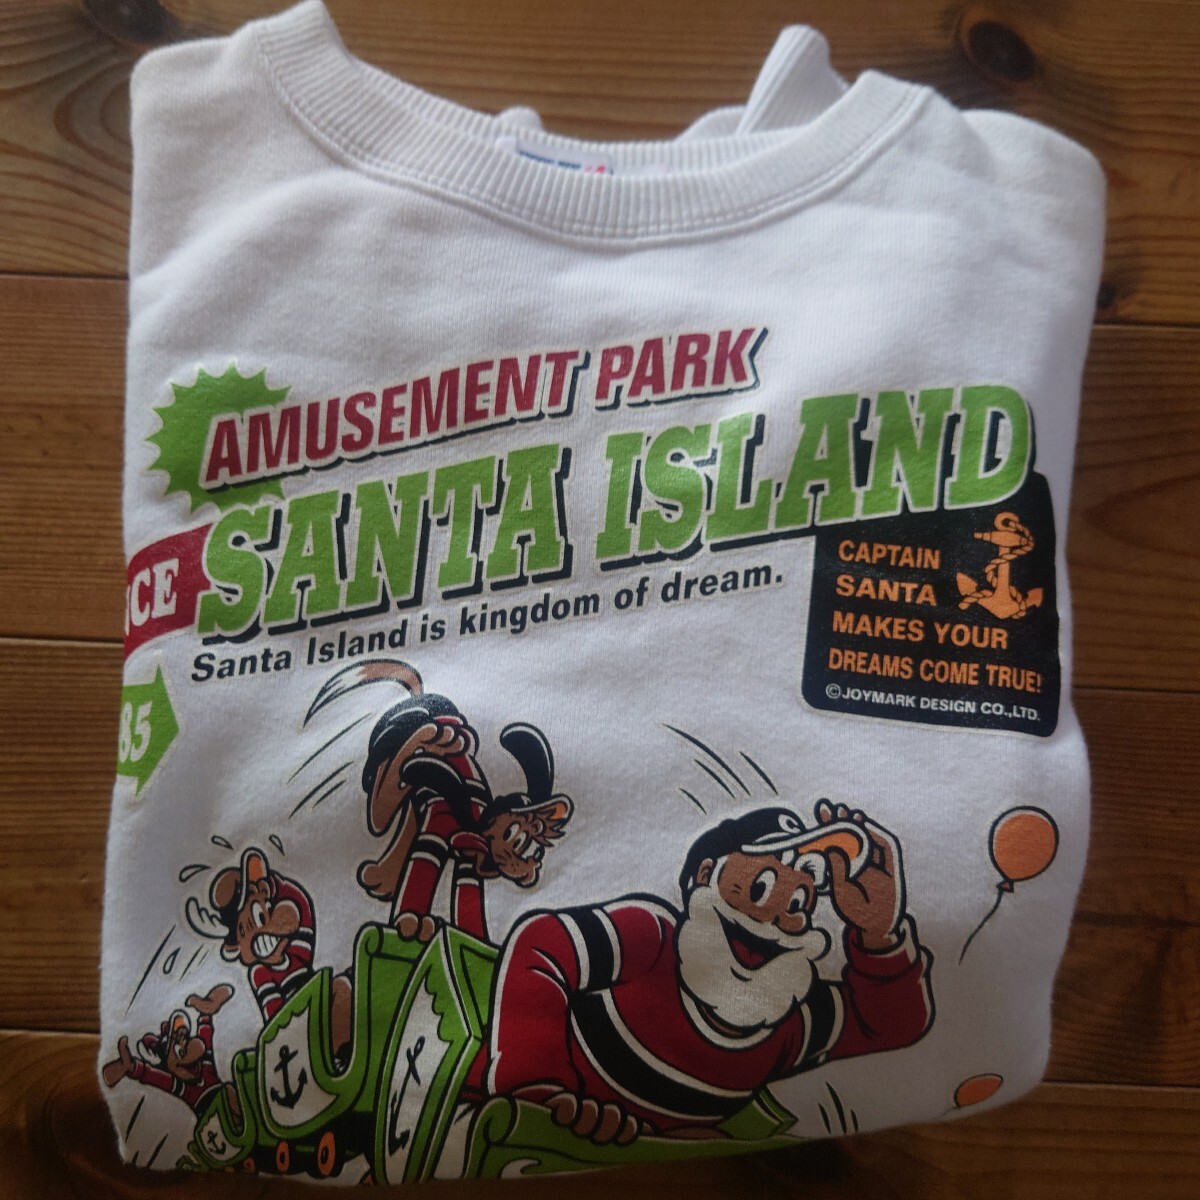 AMUSEMENT PARK
SANTA ISLAND
NCE
Santa Island is kingdom of dream.
85
CAPTAIN
SANTA
MAKES YOUR
DREAMS COME TRUE!
©JOYMARK DESIGN CO.,LTD.
C